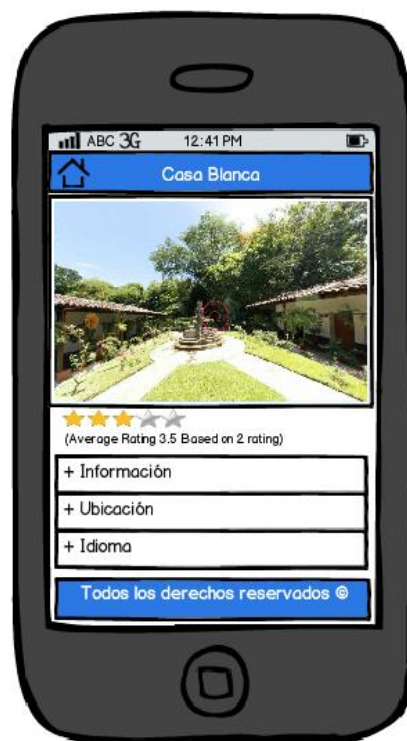 ABC 3G 12:41 PM
Casa Blanca
(Average Rating 3.5 Based on 2 rating)
+ Información
+ Ubicación
+ Idioma
Todos los derechos reservados ©